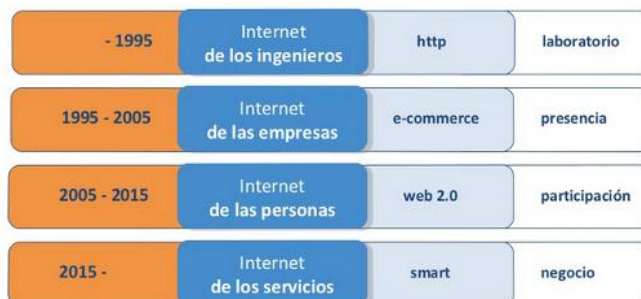 - 1995
Internet
de los ingenieros
http
laboratorio
1995 - 2005
Internet
de las empresas
e-commerce
presencia
2005 - 2015
Internet
de las personas
web 2.0
participación
2015 -
Internet
de los servicios
smart
negocio